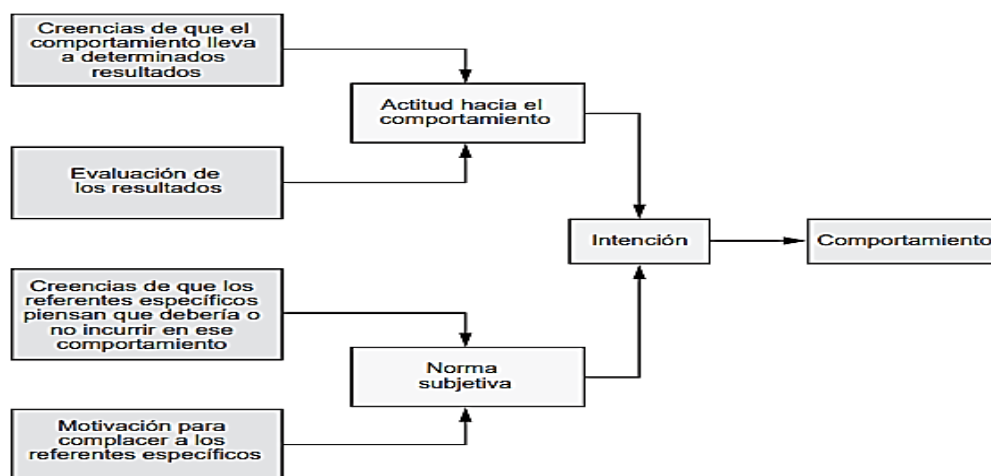 Creencias de que el
comportamiento lleva
a determinados
resultados
Actitud hacia el
comportamiento
Evaluación de
los resultados
Intención
Comportamiento
Creencias de que los
referentes específicos
piensan que debería o
no incurrir en ese
comportamiento
Norma
subjetiva
Motivación para
complacer a los
referentes específicos